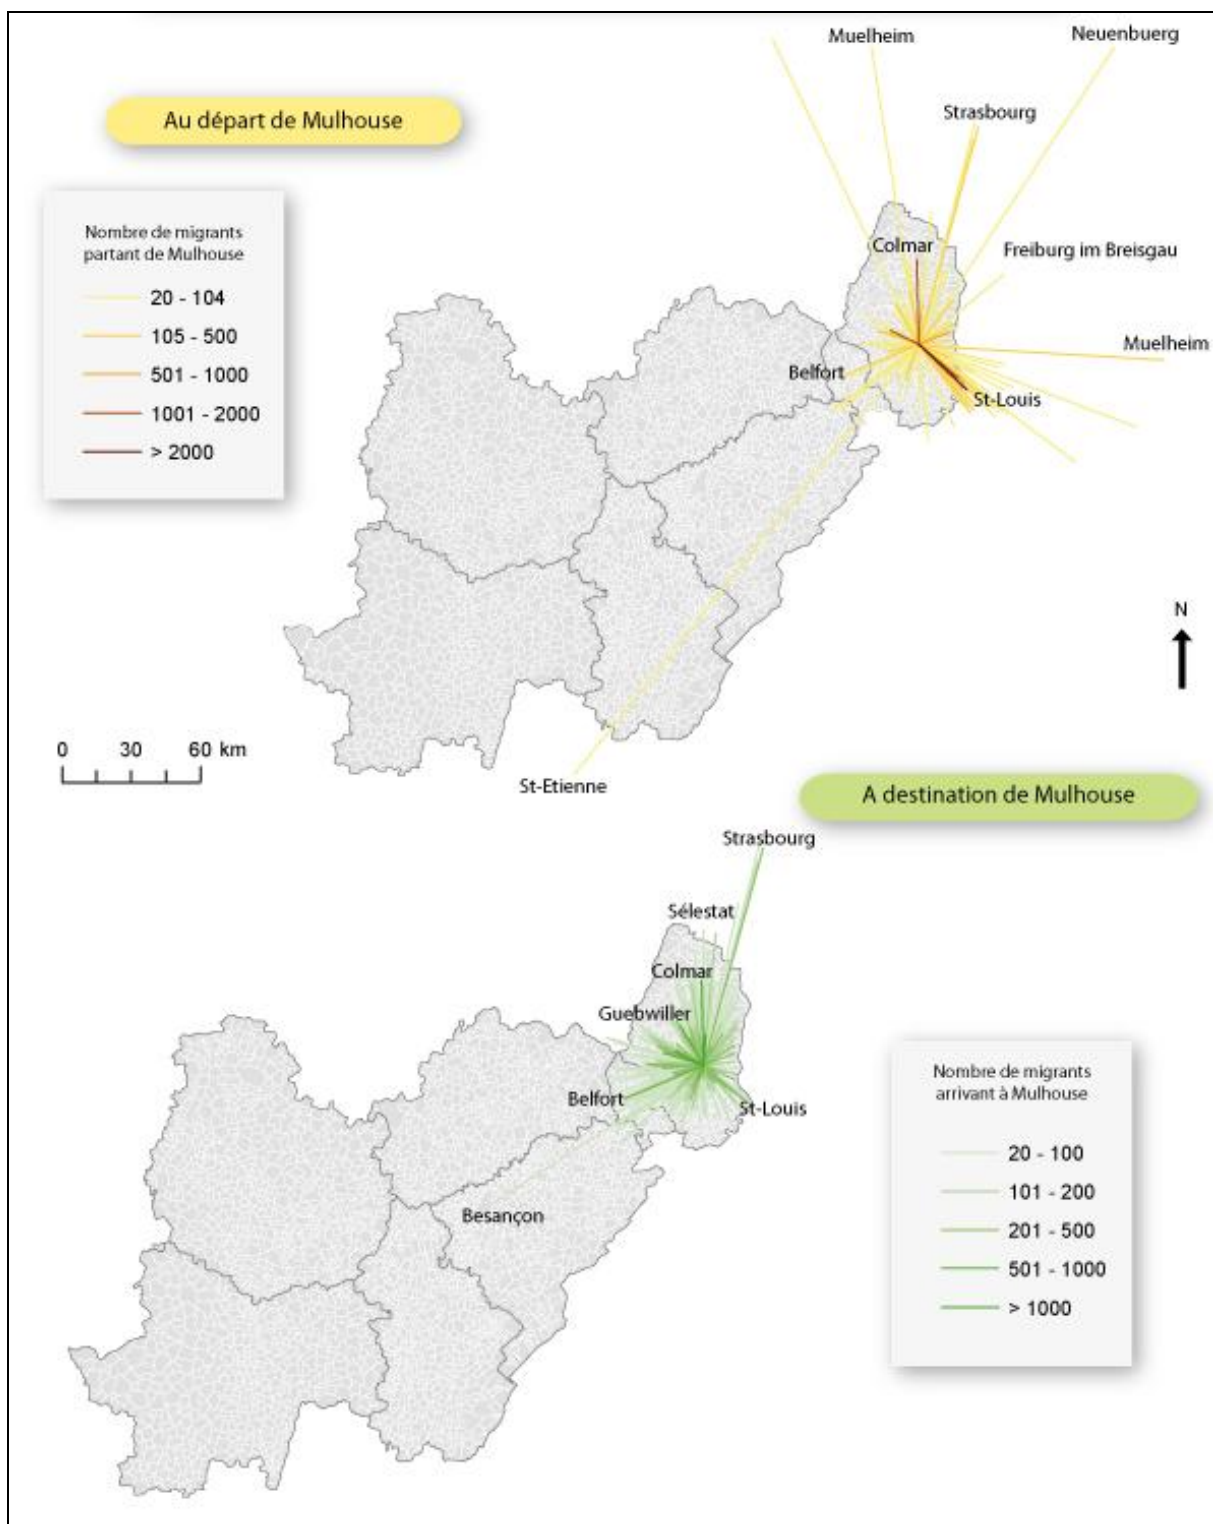 Muelheim
Neuenbuerg
Au départ de Mulhouse
Strasbourg
Nombre de migrants
partant de Mulhouse
20 - 104
105 - 500
501 - 1000
1001 - 2000
> 2000
Colmar
Freiburg im Breisgau
Muelheim
Belfort
St-Louis
N
0 30 60 km
St-Etienne
A destination de Mulhouse
Strasbourg
Sélestat
Colmar
Guebwiller
Belfort
St-Louis
Besançon
Nombre de migrants
arrivant à Mulhouse
20 - 100
101 - 200
201 - 500
501 - 1000
> 1000